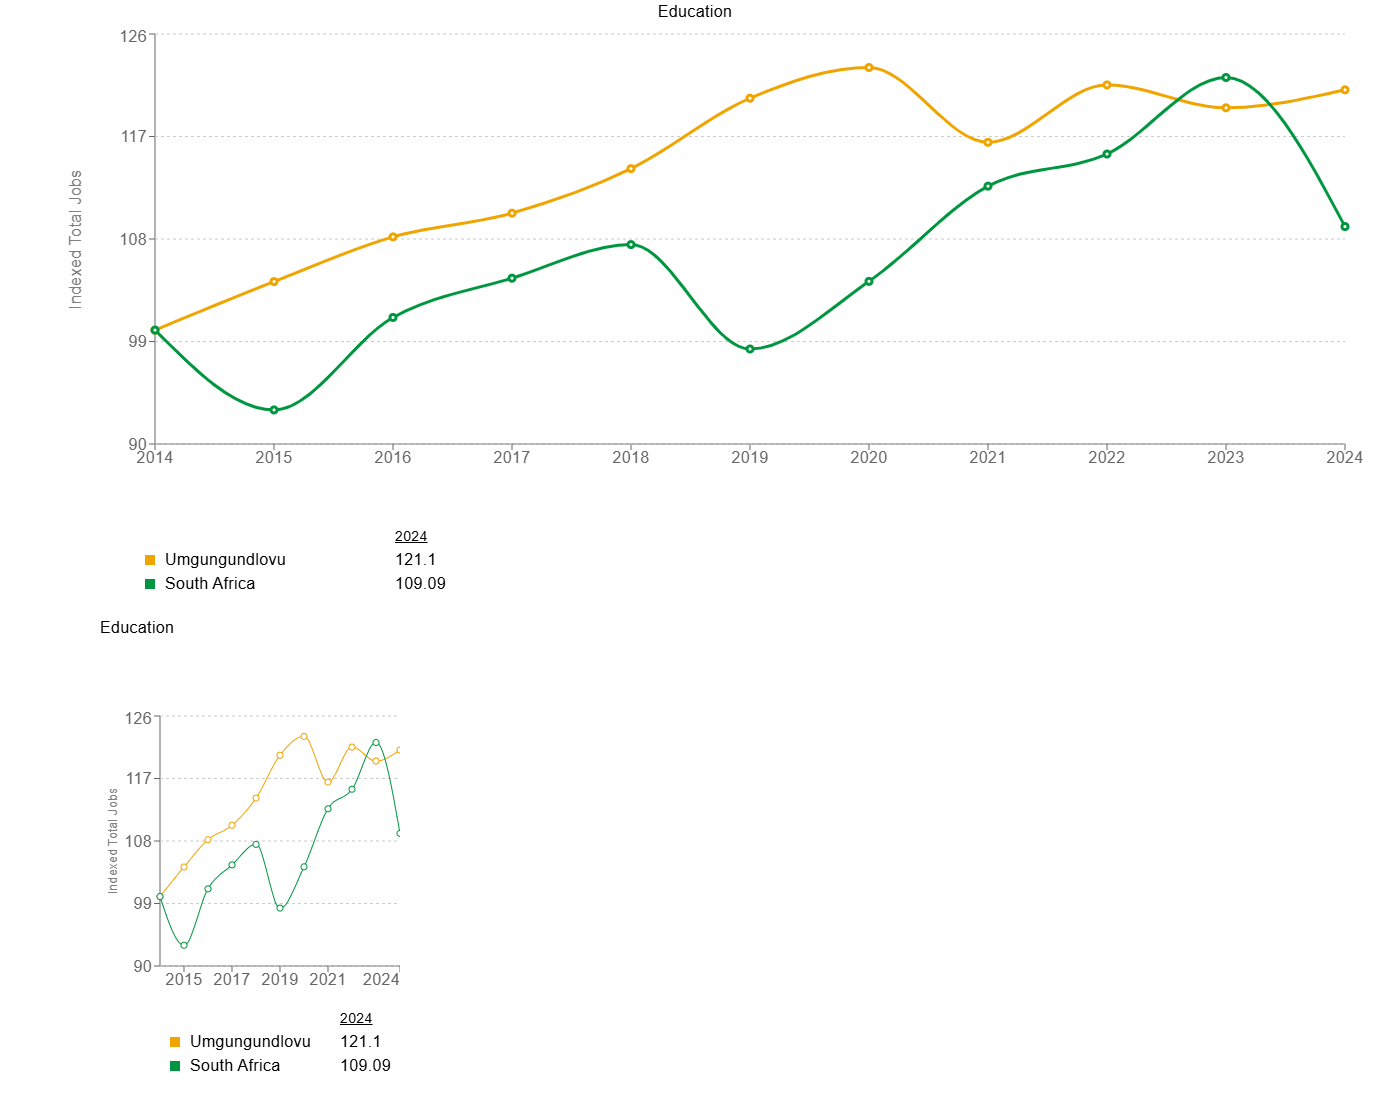 Education
126
117
108
99
90
Indexed Total Jobs
2014 2015 2016 2017 2018 2019 2020 2021 2022 2023 2024
2024
Umgungundlovu 121.1
South Africa 109.09
Education
126
117
108
99
90
Indexed Total Jobs
2015 2017 2019 2021 2024
2024
Umgungundlovu 121.1
South Africa 109.09